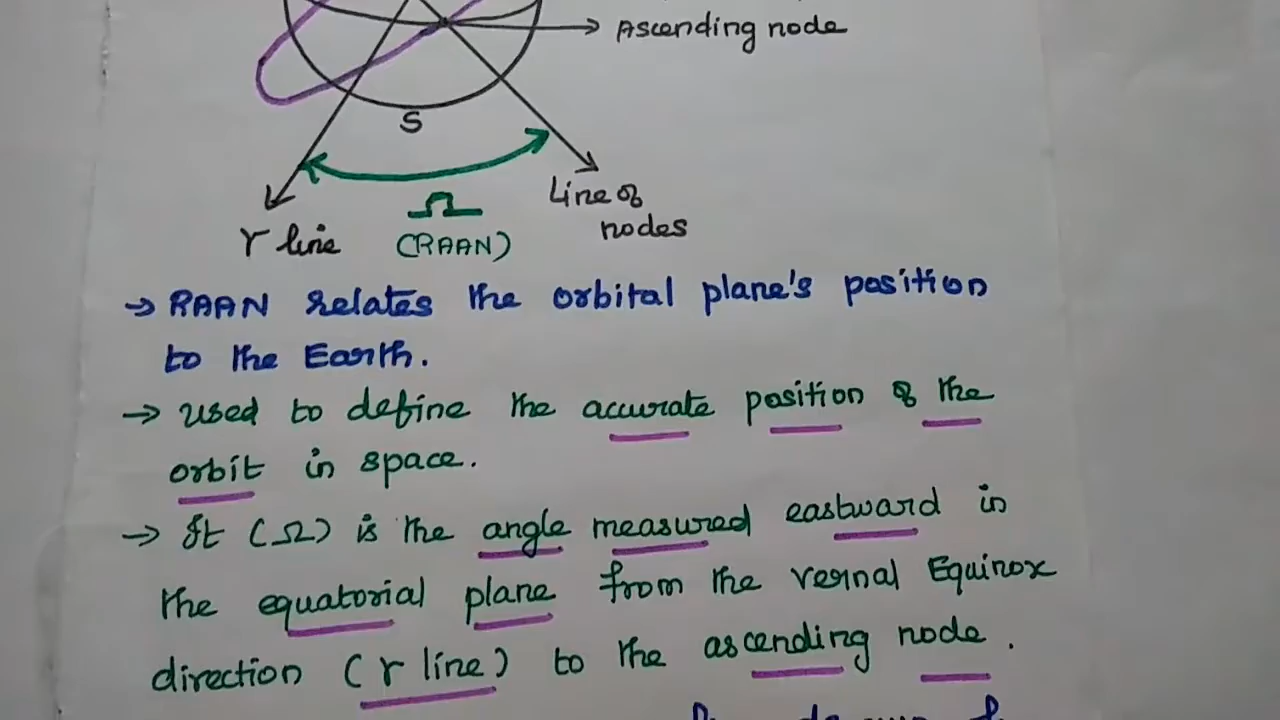 Ascending node
S
Ω
Line of
nodes
γ line
(RAAN)
→ RAAN relates the orbital plane's position
to the Earth.
→ used to define the accurate position of the
orbit in space.
→ It (Ω) is the angle measured eastward in
the equatorial plane from the vernal Equinox
direction (γ line) to the ascending node.